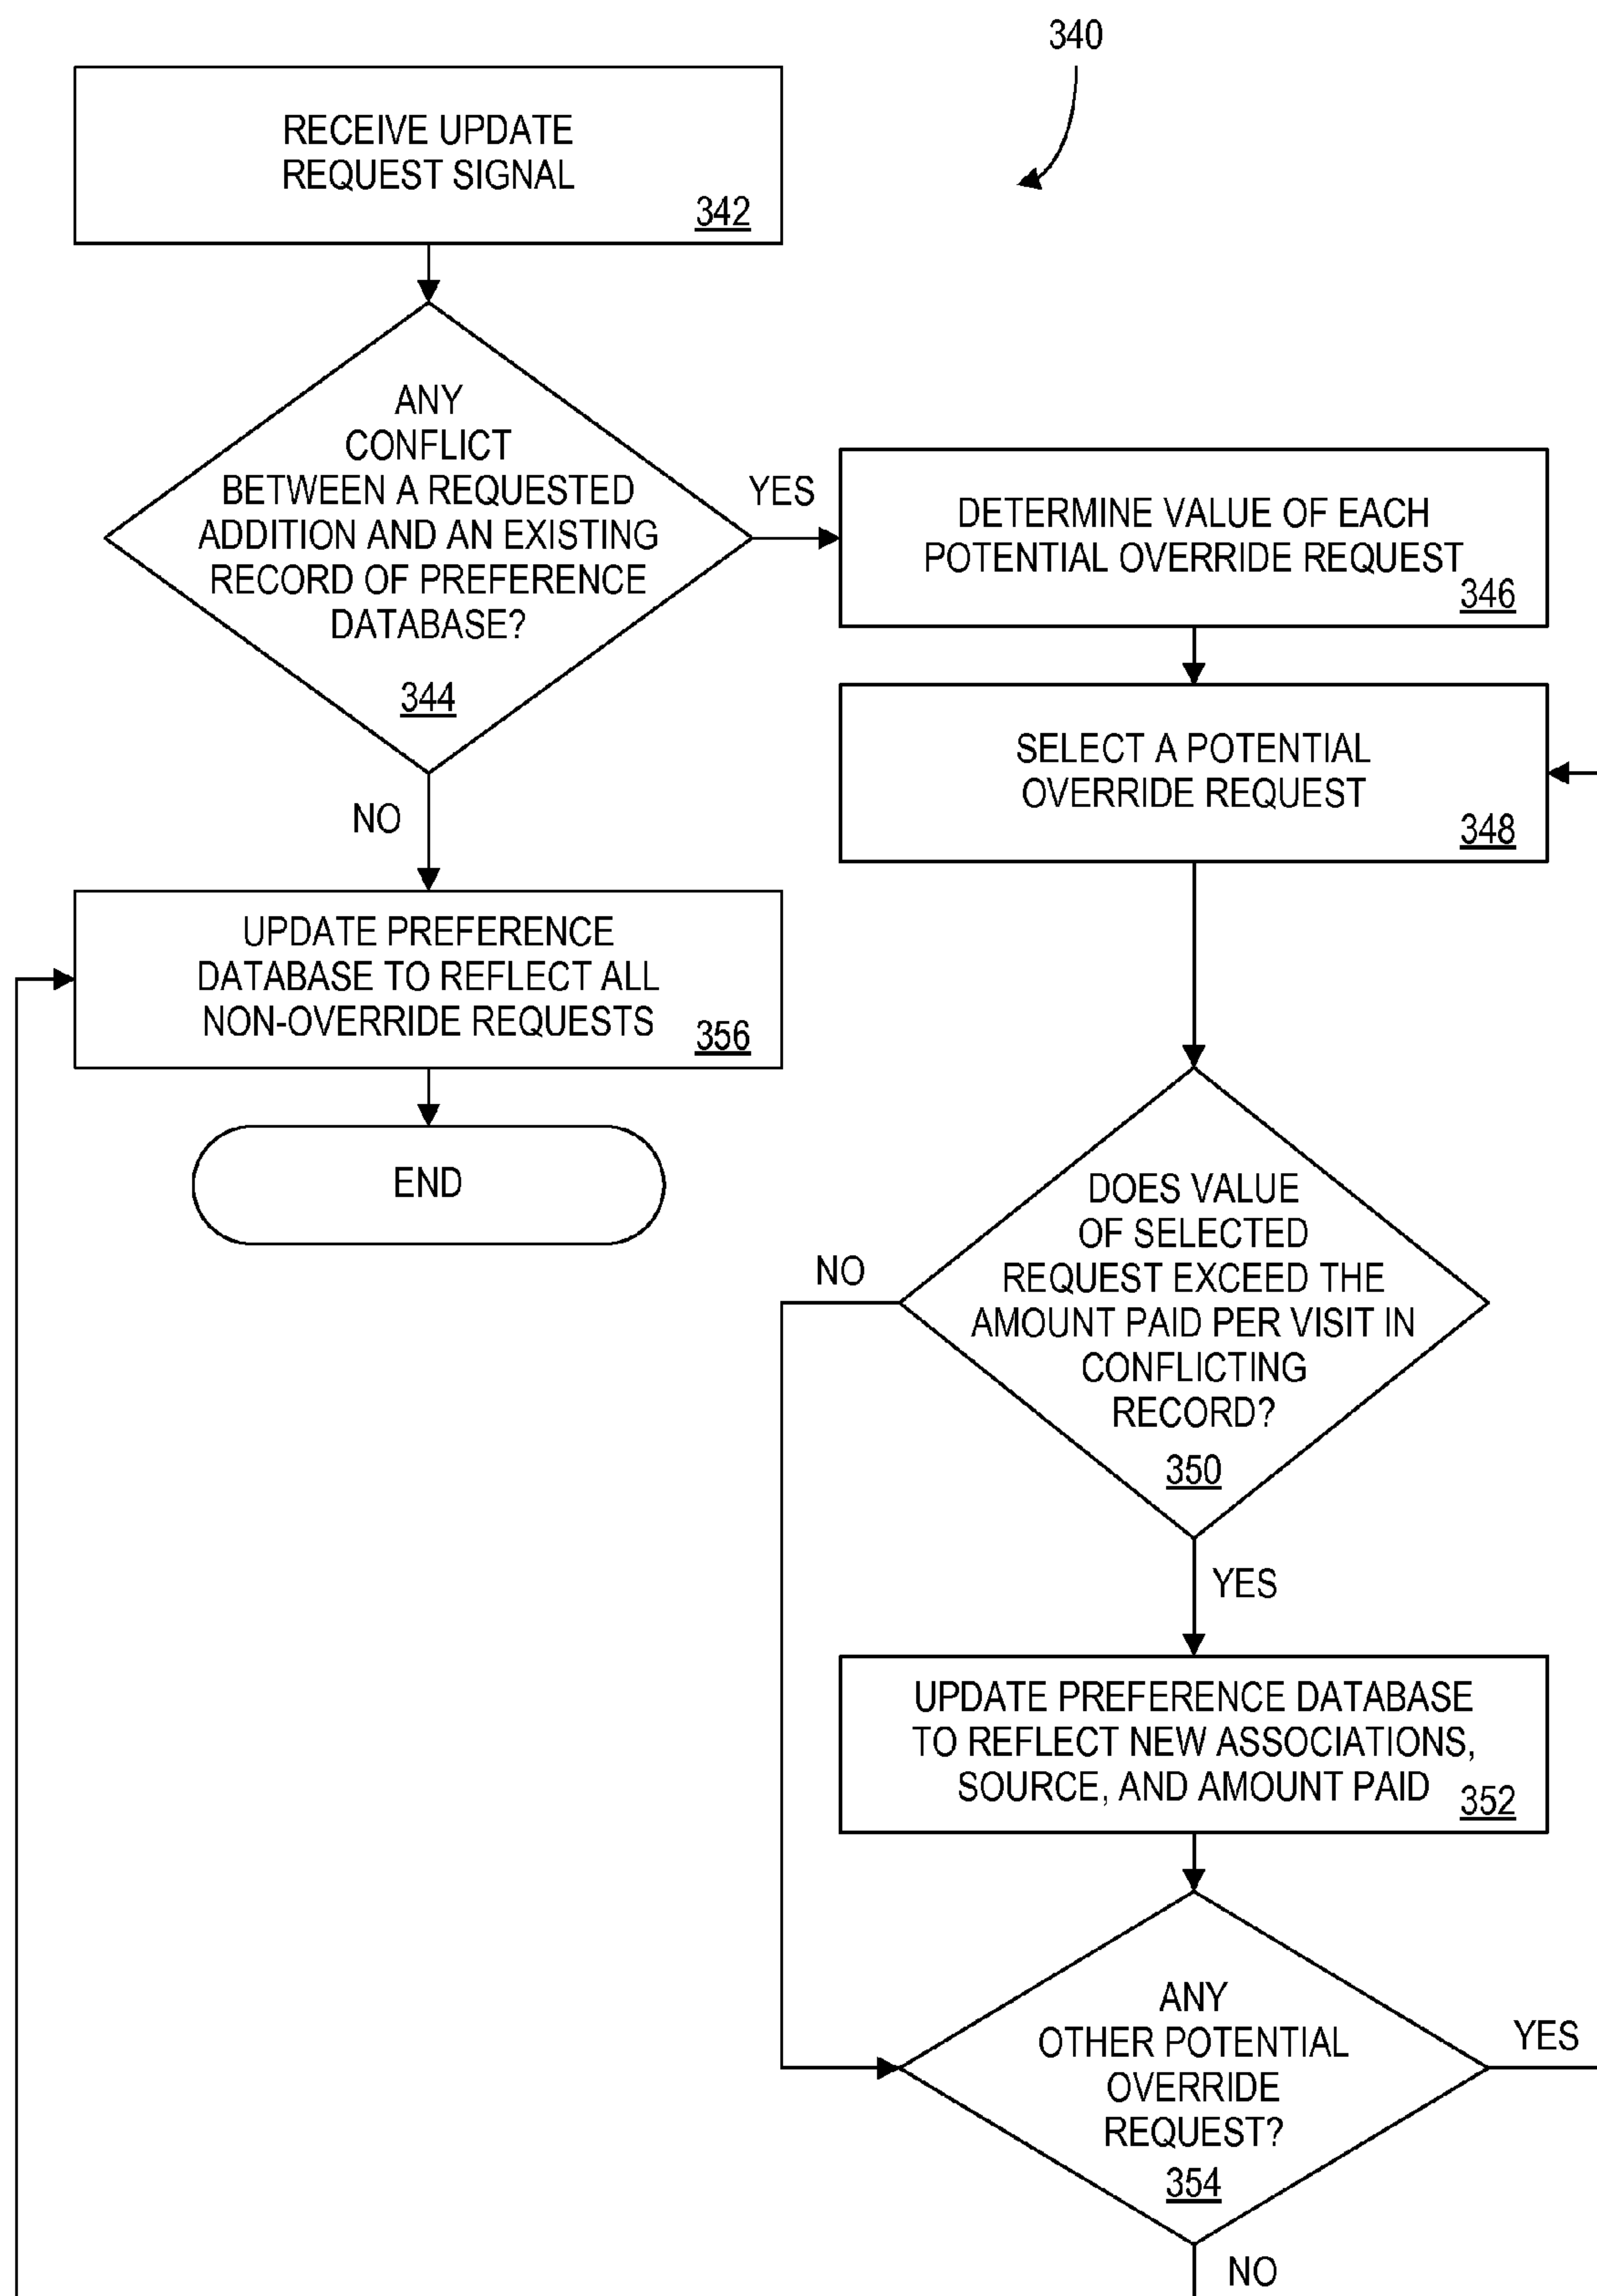 340
RECEIVE UPDATE
REQUEST SIGNAL
342
ANY
CONFLICT
BETWEEN A REQUESTED
ADDITION AND AN EXISTING
RECORD OF PREFERENCE
DATABASE?
344
YES
NO
DETERMINE VALUE OF EACH
POTENTIAL OVERRIDE REQUEST
346
SELECT A POTENTIAL
OVERRIDE REQUEST
348
UPDATE PREFERENCE
DATABASE TO REFLECT ALL
NON-OVERRIDE REQUESTS
356
END
DOES VALUE
OF SELECTED
REQUEST EXCEED THE
AMOUNT PAID PER VISIT IN
CONFLICTING
RECORD?
350
NO
YES
UPDATE PREFERENCE DATABASE
TO REFLECT NEW ASSOCIATIONS,
SOURCE, AND AMOUNT PAID
352
ANY
OTHER POTENTIAL
OVERRIDE
REQUEST?
354
YES
NO